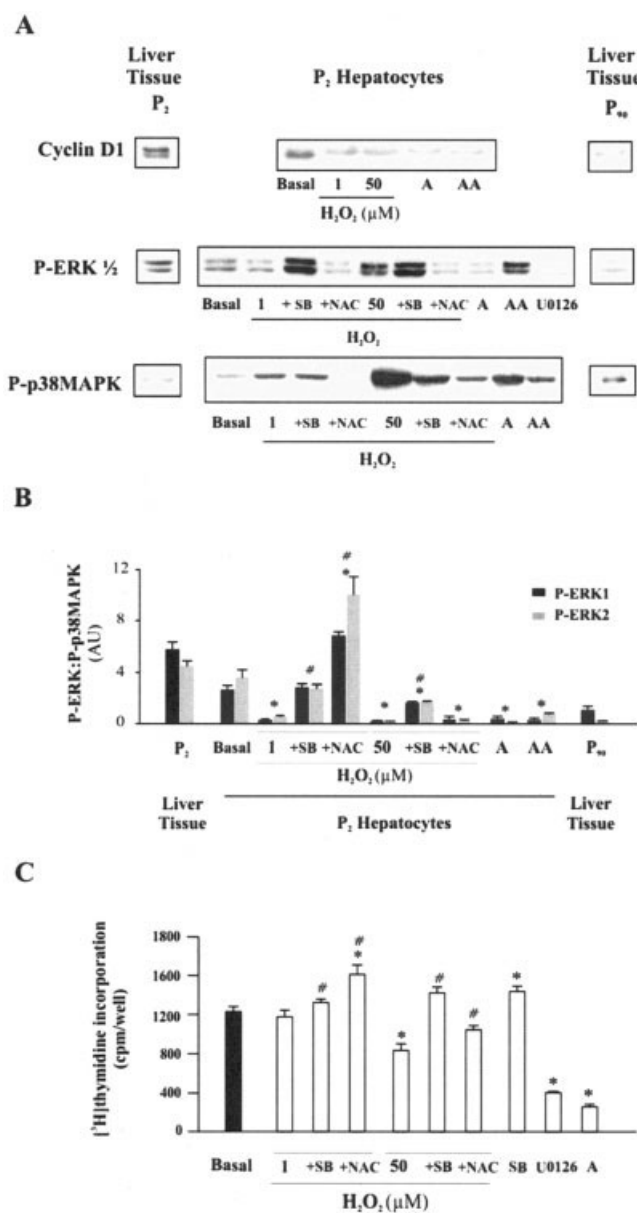 A
Liver Tissue P₂
P₂ Hepatocytes
Liver Tissue P₉₀
Cyclin D1
Basal 1 50 A AA
H₂O₂ (μM)
P-ERK ½
Basal 1 + SB +NAC 50 +SB +NAC A AA U0126
H₂O₂
P-p38MAPK
Basal 1 +SB +NAC 50 +SB +NAC A AA
H₂O₂
B
P-ERK:P-p38MAPK
(AU)
12
8
4
0
P-ERK1
P-ERK2
# * # * * # * * * *
P₂ Basal 1 +SB +NAC 50 +SB +NAC A AA P₉₀
H₂O₂ (μM)
Liver Tissue
P₂ Hepatocytes
Liver Tissue
C
[³H]thymidine incorporation
(cpm/well)
1800
1600
1200
800
400
0
# # * * # # * * *
Basal 1 +SB +NAC 50 +SB +NAC SB U0126 A
H₂O₂ (μM)